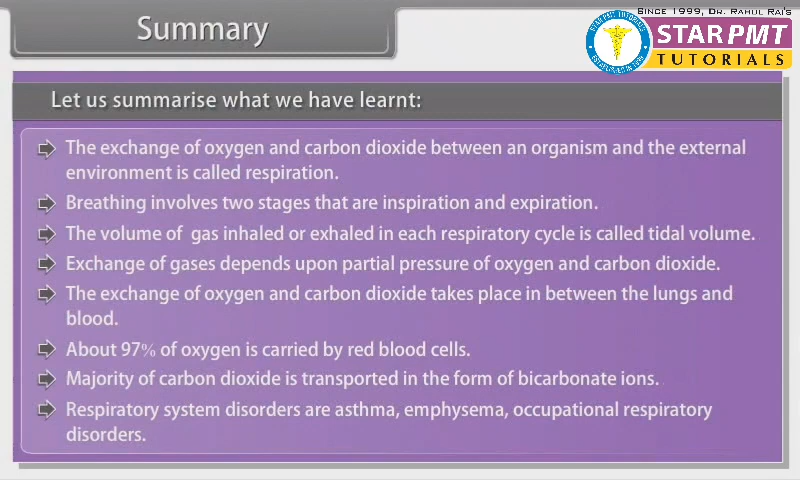 Summary
SINCE 1999, DR. RAHUL RAI'S
STAR PMT TUTORIALS
ESTABLISHED IN 1999
STAR PMT
TUTORIALS
Let us summarise what we have learnt:
The exchange of oxygen and carbon dioxide between an organism and the external
environment is called respiration.
Breathing involves two stages that are inspiration and expiration.
The volume of gas inhaled or exhaled in each respiratory cycle is called tidal volume.
Exchange of gases depends upon partial pressure of oxygen and carbon dioxide.
The exchange of oxygen and carbon dioxide takes place in between the lungs and
blood.
About 97% of oxygen is carried by red blood cells.
Majority of carbon dioxide is transported in the form of bicarbonate ions.
Respiratory system disorders are asthma, emphysema, occupational respiratory
disorders.